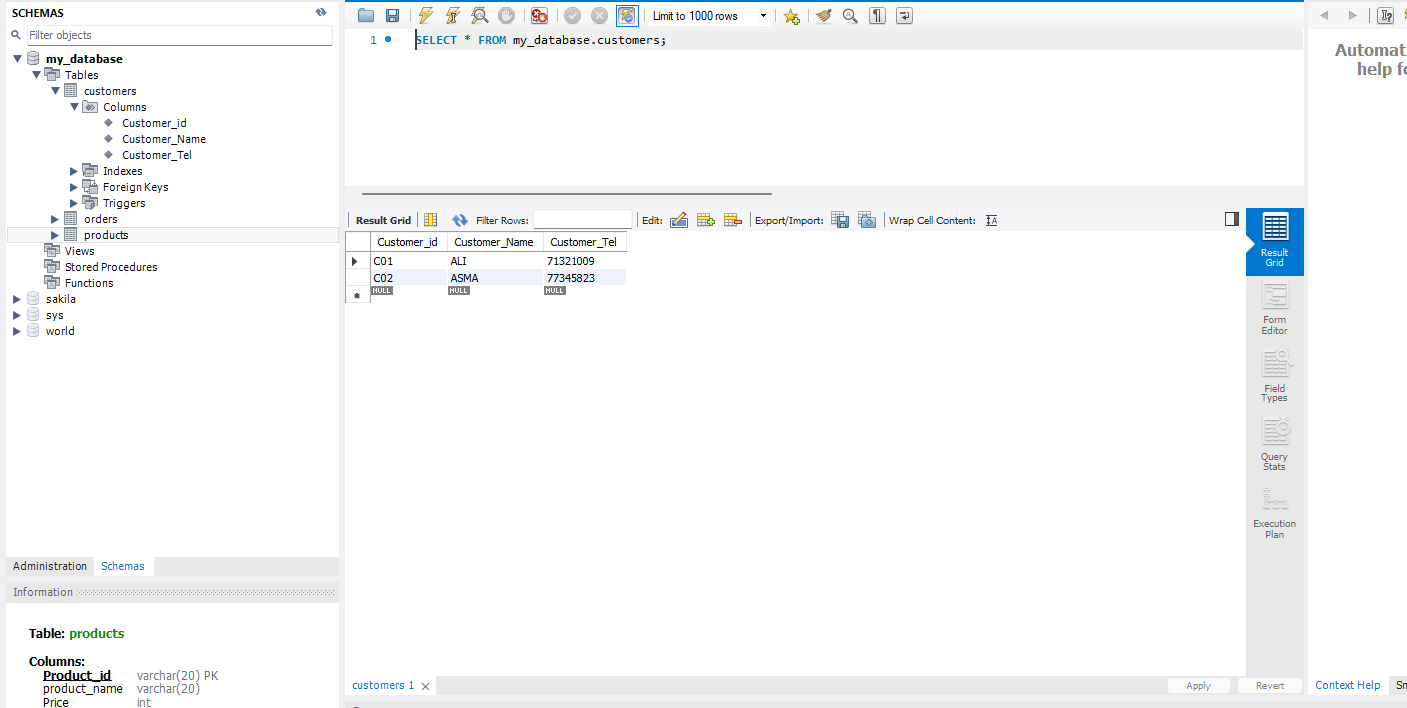 SCHEMAS
Filter objects
my_database
Tables
customers
Columns
Customer_id
Customer_Name
Customer_Tel
Indexes
Foreign Keys
Triggers
orders
products
Views
Stored Procedures
Functions
sakila
sys
world
Administration Schemas
Information
Table: products
Columns:
Product_id varchar(20) PK
product_name varchar(20)
Price int
Limit to 1000 rows
1 SELECT * FROM my_database.customers;
Result Grid Filter Rows: Edit: Export/Import: Wrap Cell Content:
Customer_id Customer_Name Customer_Tel
C01 ALI 71321009
C02 ASMA 77345823
NULL NULL NULL
Result
Grid
Form
Editor
Field
Types
Query
Stats
Execution
Plan
customers 1 Apply Revert
Automati
help fo
Context Help Sn